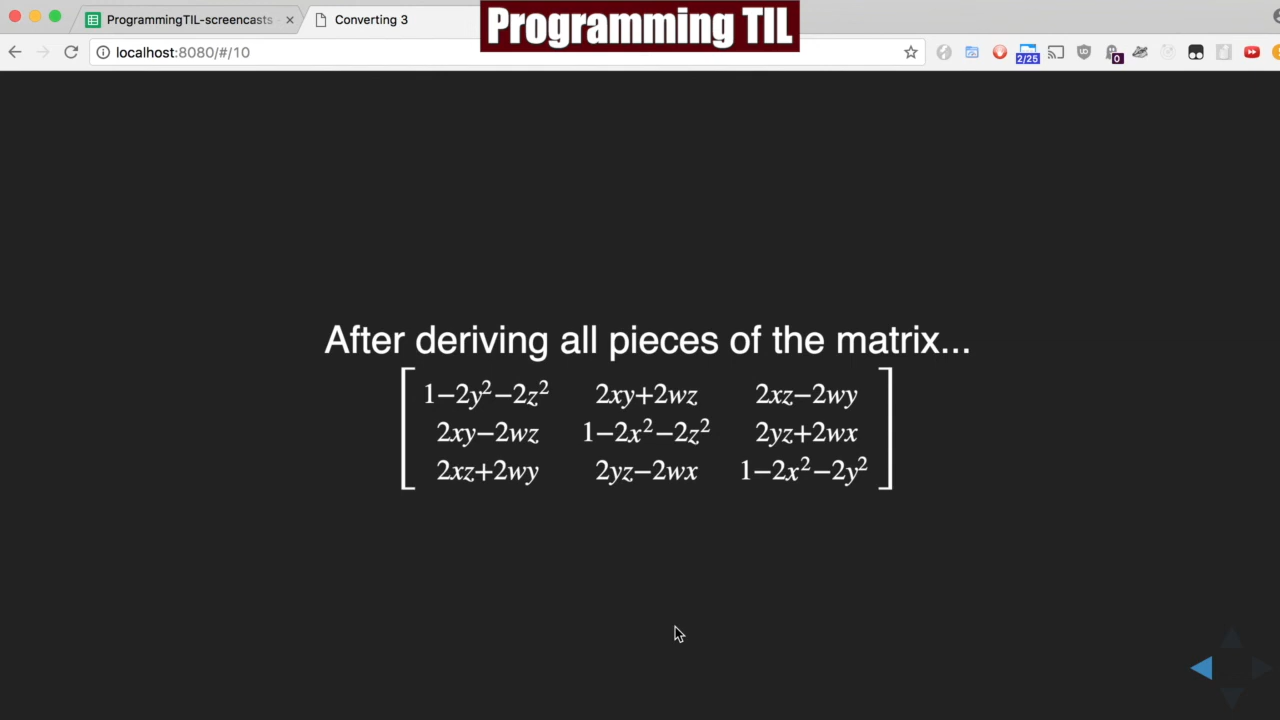 Programming TIL
ProgrammingTIL-screencasts
Converting 3
localhost:8080/#/10
2/25
0
After deriving all pieces of the matrix...
1−2y²−2z² 2xy+2wz 2xz−2wy
2xy−2wz 1−2x²−2z² 2yz+2wx
2xz+2wy 2yz−2wx 1−2x²−2y²